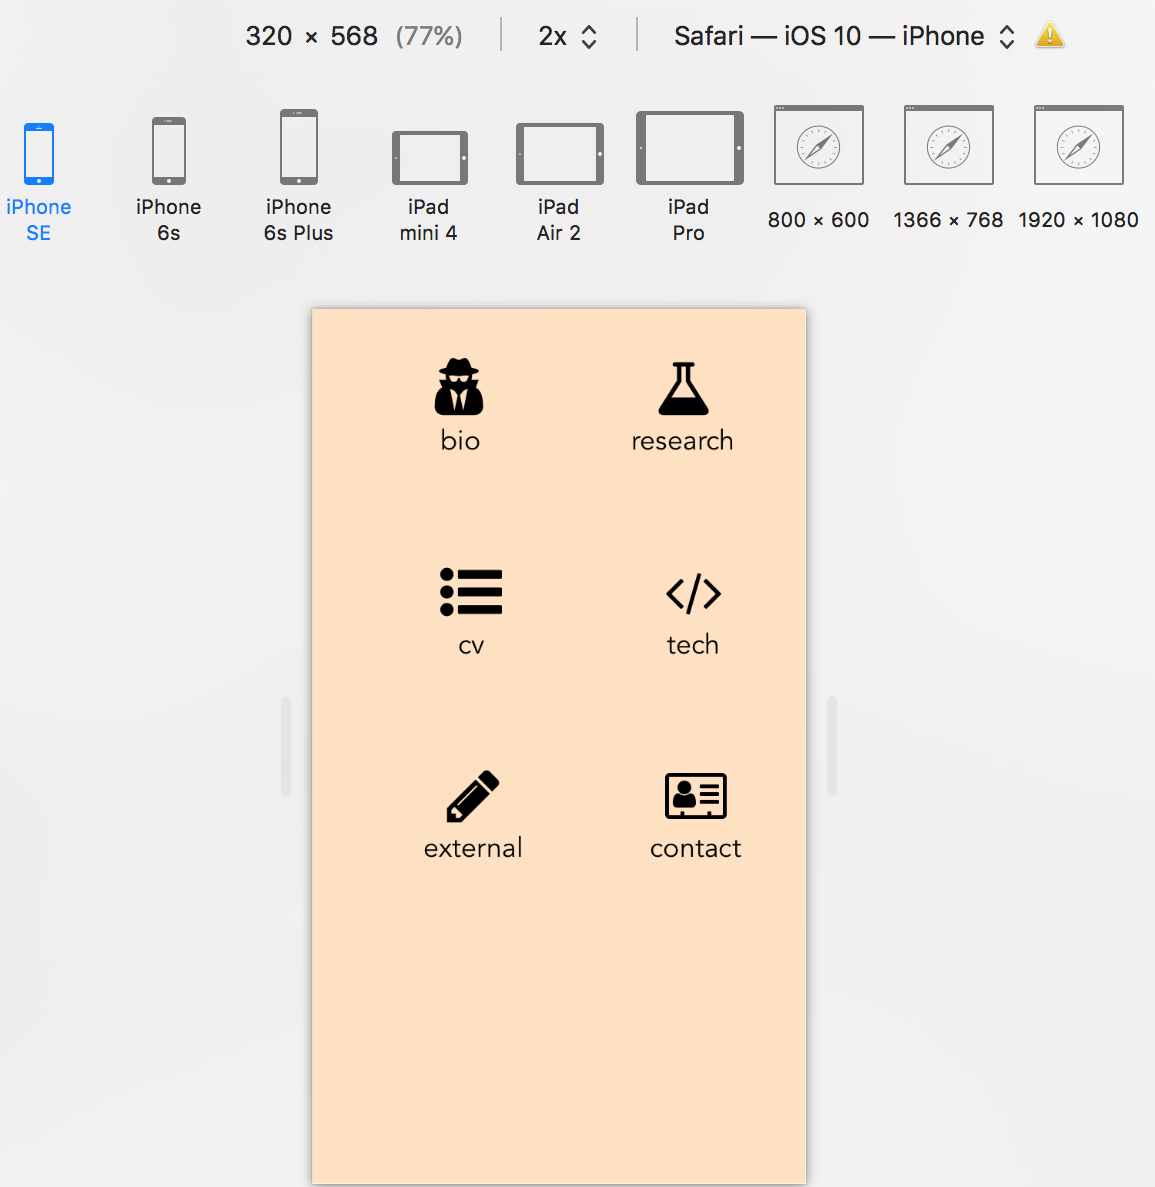 320 × 568 (77%) 2x Safari — iOS 10 — iPhone
iPhone
SE
iPhone
6s
iPhone
6s Plus
iPad
mini 4
iPad
Air 2
iPad
Pro
800 × 600
1366 × 768
1920 × 1080
bio
research
cv
tech
external
contact